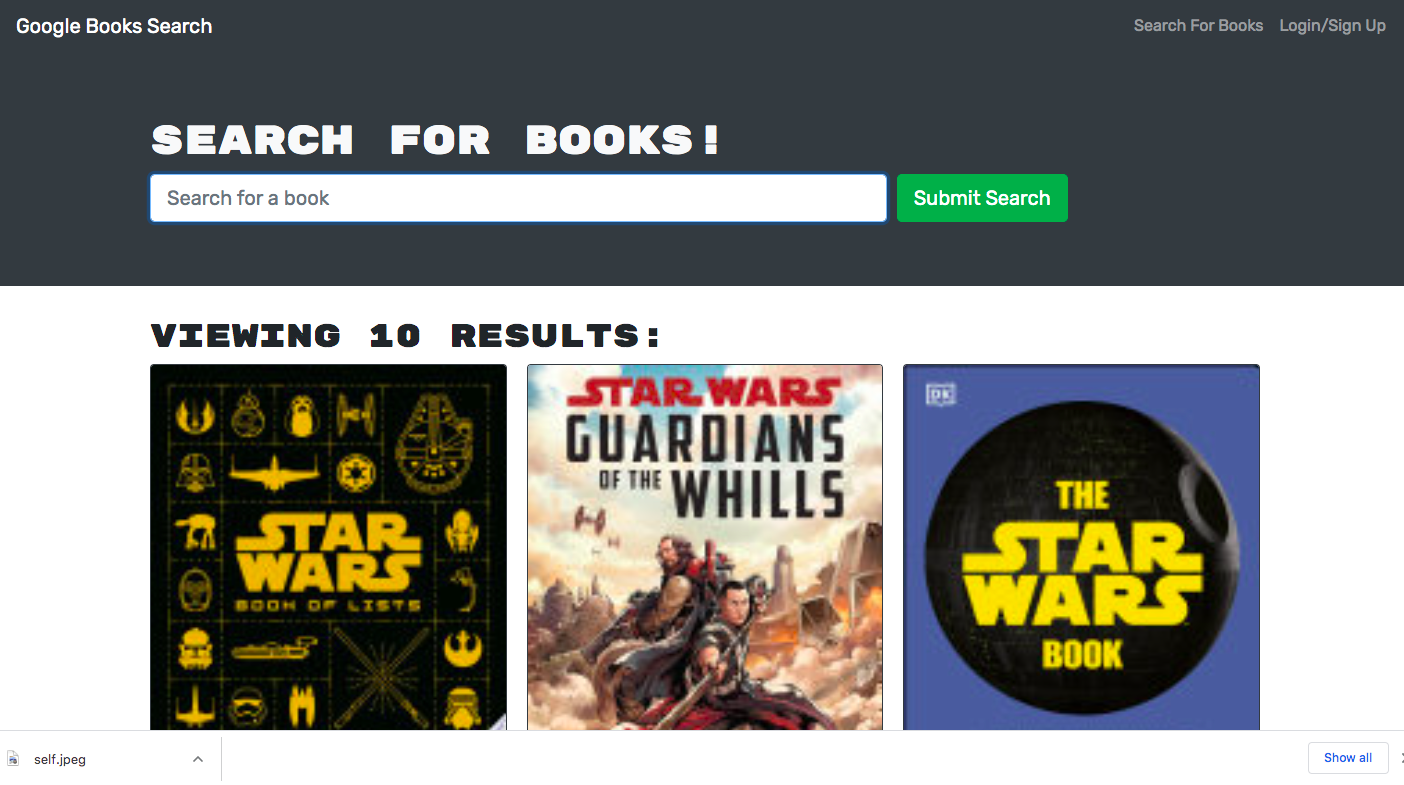 Google Books Search
Search For Books
Login/Sign Up
SEARCH FOR BOOKS!
Search for a book
Submit Search
VIEWING 10 RESULTS:
STAR
WARS
BOOK OF LISTS
STAR WARS
GUARDIANS
OF THE WHILLS
DK
THE
STAR
WARS
BOOK
self.jpeg
Show all